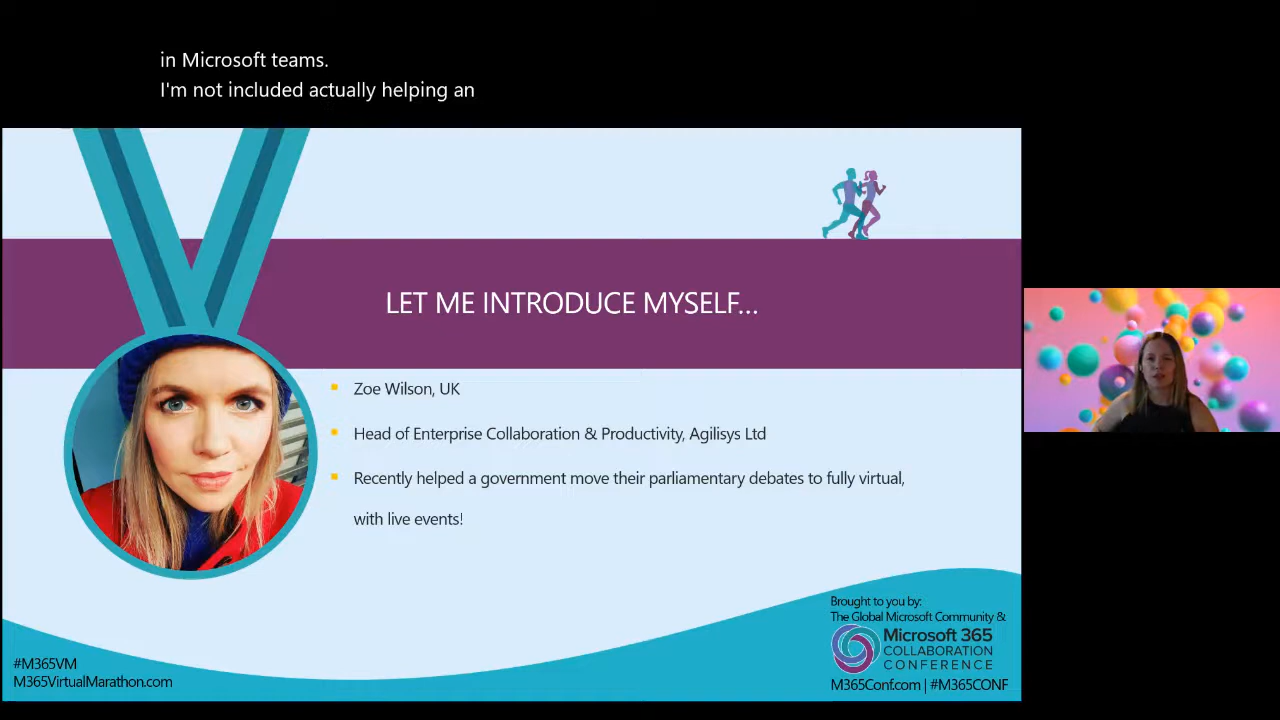 in Microsoft teams.
I'm not included actually helping an
LET ME INTRODUCE MYSELF...
Zoe Wilson, UK
Head of Enterprise Collaboration & Productivity, Agilisys Ltd
Recently helped a government move their parliamentary debates to fully virtual,
with live events!
Brought to you by:
The Global Microsoft Community &
Microsoft 365
COLLABORATION
CONFERENCE
M365Conf.com | #M365CONF
#M365VM
M365VirtualMarathon.com